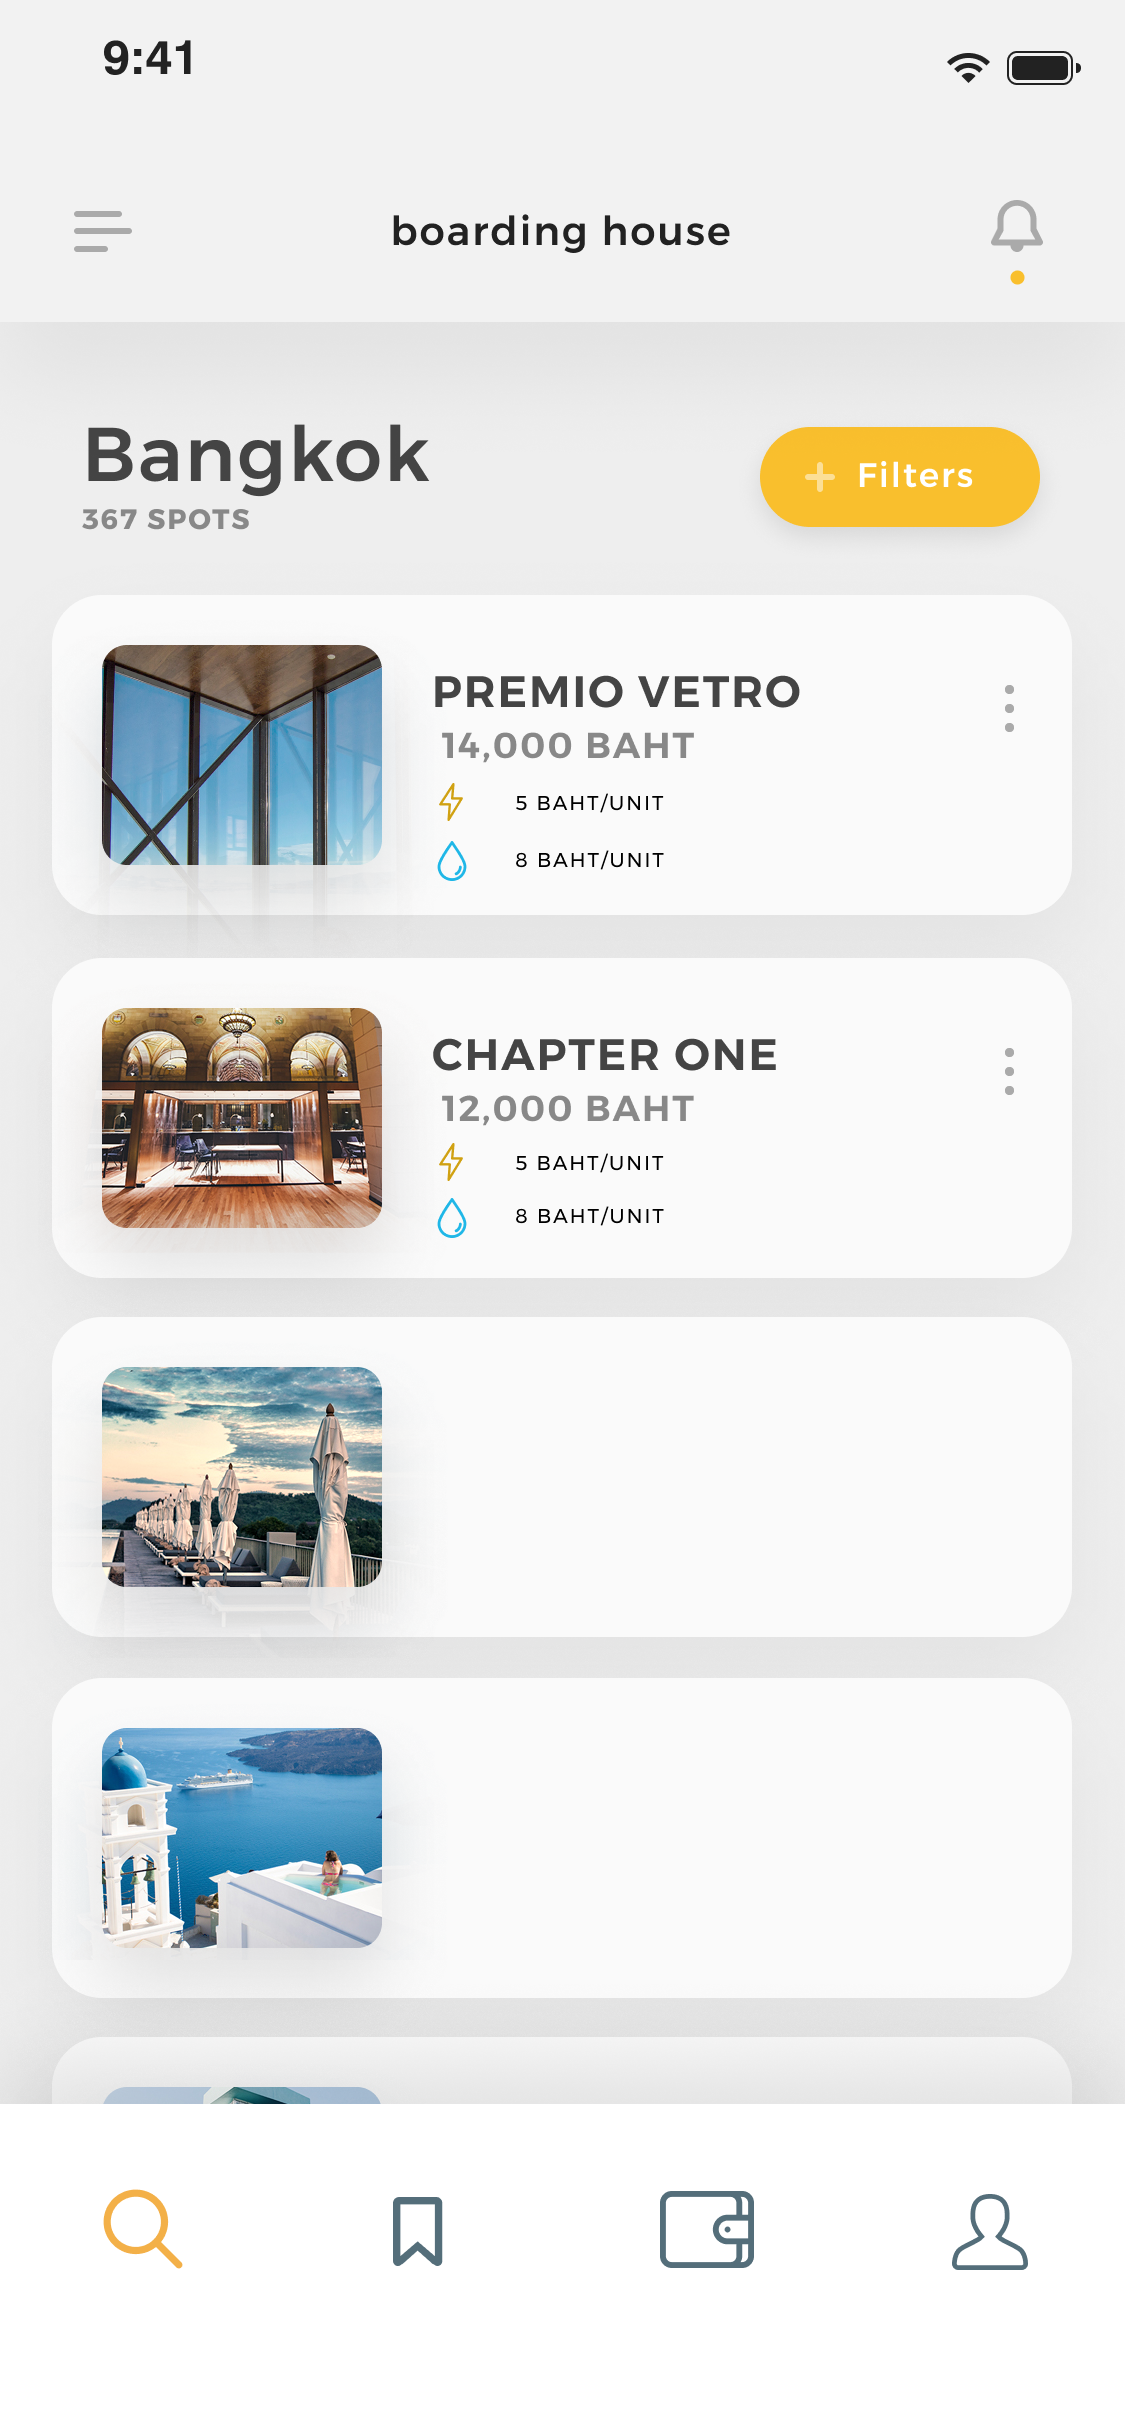 9:41
boarding house
Bangkok
367 SPOTS
Filters
PREMIO VETRO
14,000 BAHT
5 BAHT/UNIT
8 BAHT/UNIT
CHAPTER ONE
12,000 BAHT
5 BAHT/UNIT
8 BAHT/UNIT